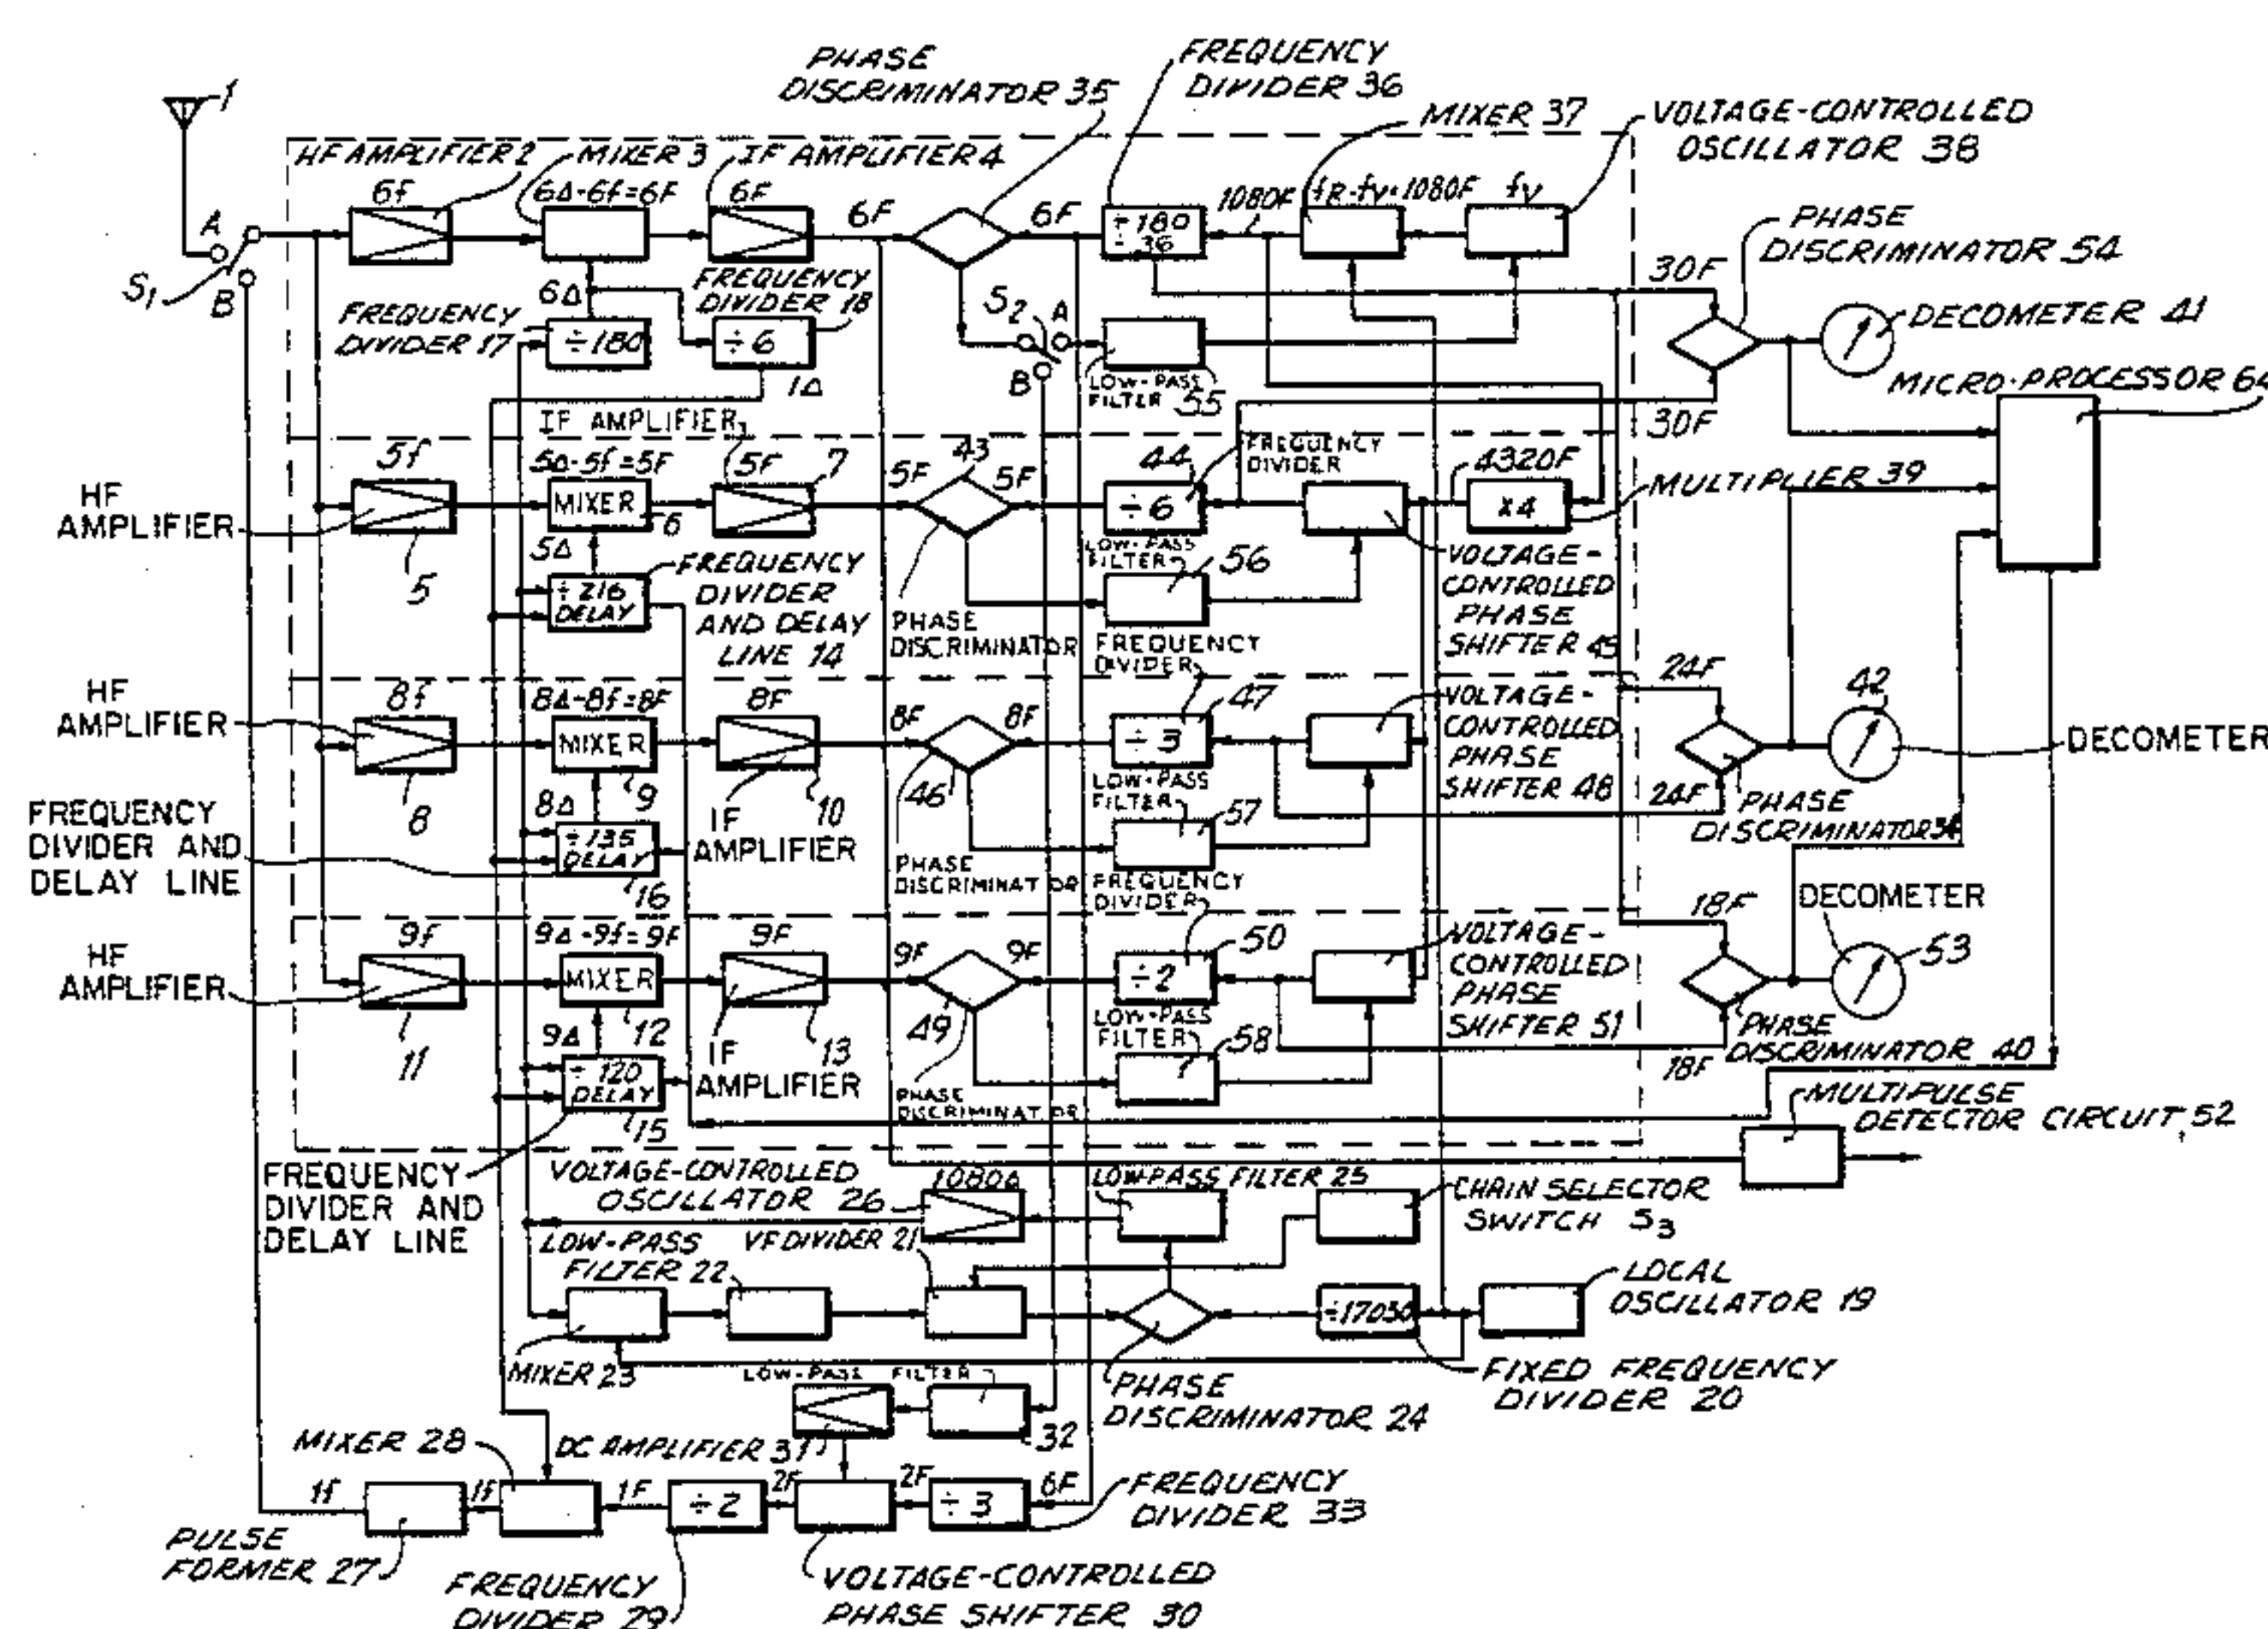 PHASE
DISCRIMINATOR 35
FREQUENCY
DIVIDER 36
MIXER 37
VOLTAGE-CONTROLLED
OSCILLATOR 38
1
HF AMPLIFIER 2
MIXER 3
IF AMPLIFIER 4
6f
6Δ-6f=6F
6F
6F
6F
÷180
36
1080F
fR-fV=1080F
fV
PHASE
DISCRIMINATOR 54
A
S1
B
6Δ
FREQUENCY
DIVIDER 17
÷180
FREQUENCY
DIVIDER 18
÷6
1Δ
S2
A
B
LOW-PASS
FILTER 55
30F
DECOMETER 41
MICRO-PROCESSOR 64
30F
IF AMPLIFIER
5f
5Δ-5f=5F
5F
7
5F
43
5F
44
÷6
FREQUENCY
DIVIDER
4320F
X4
MULTIPLIER 39
HF
AMPLIFIER
MIXER
6
5
5Δ
÷216
DELAY
FREQUENCY
DIVIDER
AND DELAY
LINE 14
PHASE
DISCRIMINATOR
LOW-PASS
FILTER
56
VOLTAGE-
CONTROLLED
PHASE
SHIFTER 45
FREQUENCY
DIVIDER
HF
AMPLIFIER
8f
8Δ-8f=8F
8F
8F
8F
47
÷3
VOLTAGE-
CONTROLLED
PHASE
SHIFTER 48
24F
42
DECOMETER
MIXER
9
8
10
IF
AMPLIFIER
46
LOW-PASS
FILTER
57
24F
PHASE
DISCRIMINATOR
FREQUENCY
DIVIDER AND
DELAY LINE
8Δ
÷135
DELAY
16
PHASE
DISCRIMINATOR
FREQUENCY
DIVIDER
DECOMETER
18F
HF
AMPLIFIER
9f
9Δ-9f=9F
9F
9F
9F
50
÷2
VOLTAGE-
CONTROLLED
PHASE
SHIFTER 51
53
MIXER
12
11
13
IF
AMPLIFIER
49
LOW-PASS
FILTER
58
PHASE
DISCRIMINATOR 40
18F
9Δ
÷120
DELAY
15
PHASE
DISCRIMINATOR
MULTIPULSE
DETECTOR CIRCUIT, 52
FREQUENCY
DIVIDER AND
DELAY LINE
VOLTAGE-CONTROLLED
OSCILLATOR 26
1080Δ
LOW-PASS FILTER 25
CHAIN SELECTOR
SWITCH S3
LOW-PASS
FILTER 22
VF DIVIDER 21
LOCAL
OSCILLATOR 19
÷17050
MIXER 23
LOW-PASS FILTER
PHASE
DISCRIMINATOR 24
FIXED FREQUENCY
DIVIDER 20
MIXER 28
DC AMPLIFIER 31
32
1f
1f
1F
÷2
2F
2F
÷3
6F
FREQUENCY
DIVIDER 33
PULSE
FORMER 27
FREQUENCY
DIVIDER 29
VOLTAGE-CONTROLLED
PHASE SHIFTER 30